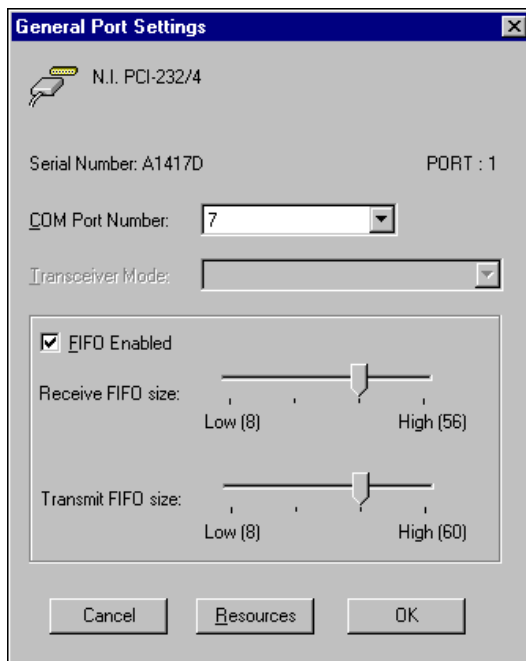 General Port Settings
N.I. PCI-232/4
Serial Number: A1417D PORT : 1
COM Port Number: 7
Transceiver Mode:
FIFO Enabled
Receive FIFO size:
Low (8) High (56)
Transmit FIFO size:
Low (8) High (60)
Cancel Resources OK